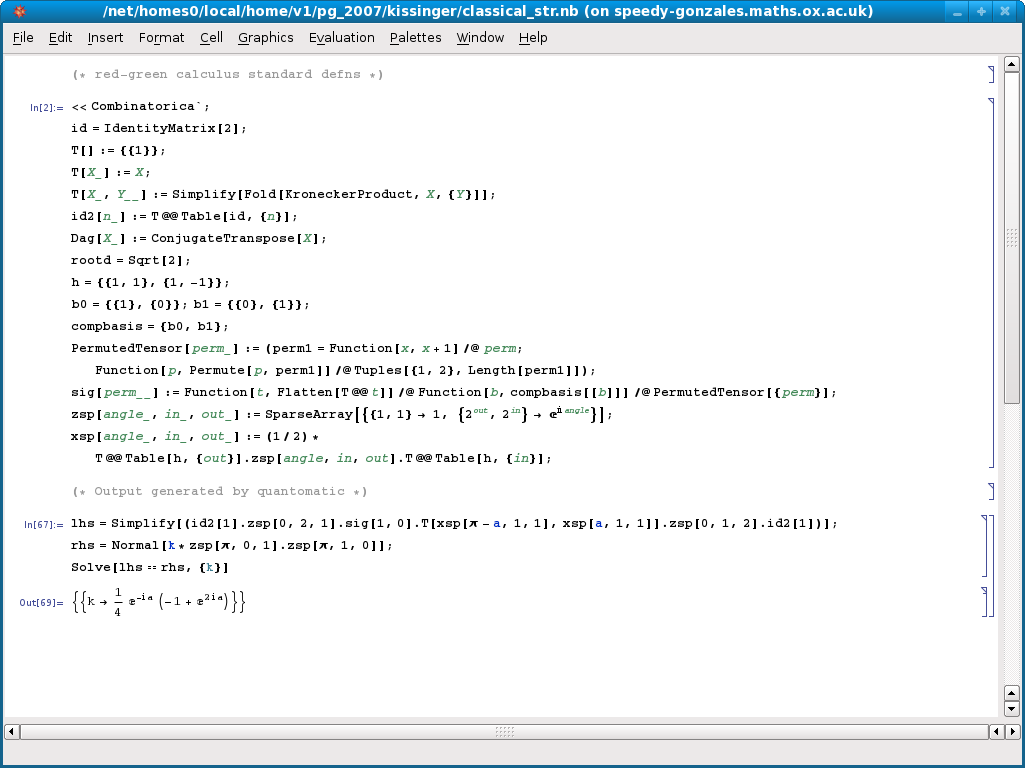 /net/homes0/local/home/v1/pg_2007/kissinger/classical_str.nb (on speedy-gonzales.maths.ox.ac.uk)
File Edit Insert Format Cell Graphics Evaluation Palettes Window Help
(* red-green calculus standard defns *)
In[2]:= << Combinatorica`;
id = IdentityMatrix[2];
T[] := {{1}};
T[X_] := X;
T[X_, Y__] := Simplify[Fold[KroneckerProduct, X, {Y}]];
id2[n_] := T@@Table[id, {n}];
Dag[X_] := ConjugateTranspose[X];
rootd = Sqrt[2];
h = {{1, 1}, {1, -1}};
b0 = {{1}, {0}}; b1 = {{0}, {1}};
compbasis = {b0, b1};
PermutedTensor[perm_] := (perm1 = Function[x, x + 1] /@ perm;
Function[p, Permute[p, perm1]] /@ Tuples[{1, 2}, Length[perm1]]);
sig[perm__] := Function[t, Flatten[T@@t]] /@ Function[b, compbasis[[b]]] /@ PermutedTensor[{perm}];
zsp[angle_, in_, out_] := SparseArray[{{1, 1} → 1, {2^out, 2^in} → ⅇ^(ⅈ angle)}];
xsp[angle_, in_, out_] := (1/2) *
T@@Table[h, {out}].zsp[angle, in, out].T@@Table[h, {in}];
(* Output generated by quantomatic *)
In[67]:= lhs = Simplify[(id2[1].zsp[0, 2, 1].sig[1, 0].T[xsp[π - a, 1, 1], xsp[a, 1, 1]].zsp[0, 1, 2].id2[1])];
rhs = Normal[k * zsp[π, 0, 1].zsp[π, 1, 0]];
Solve[lhs == rhs, {k}]
Out[69]= {{k → 1/4 ⅇ^(-ⅈ a) (-1 + ⅇ^(2 ⅈ a))}}